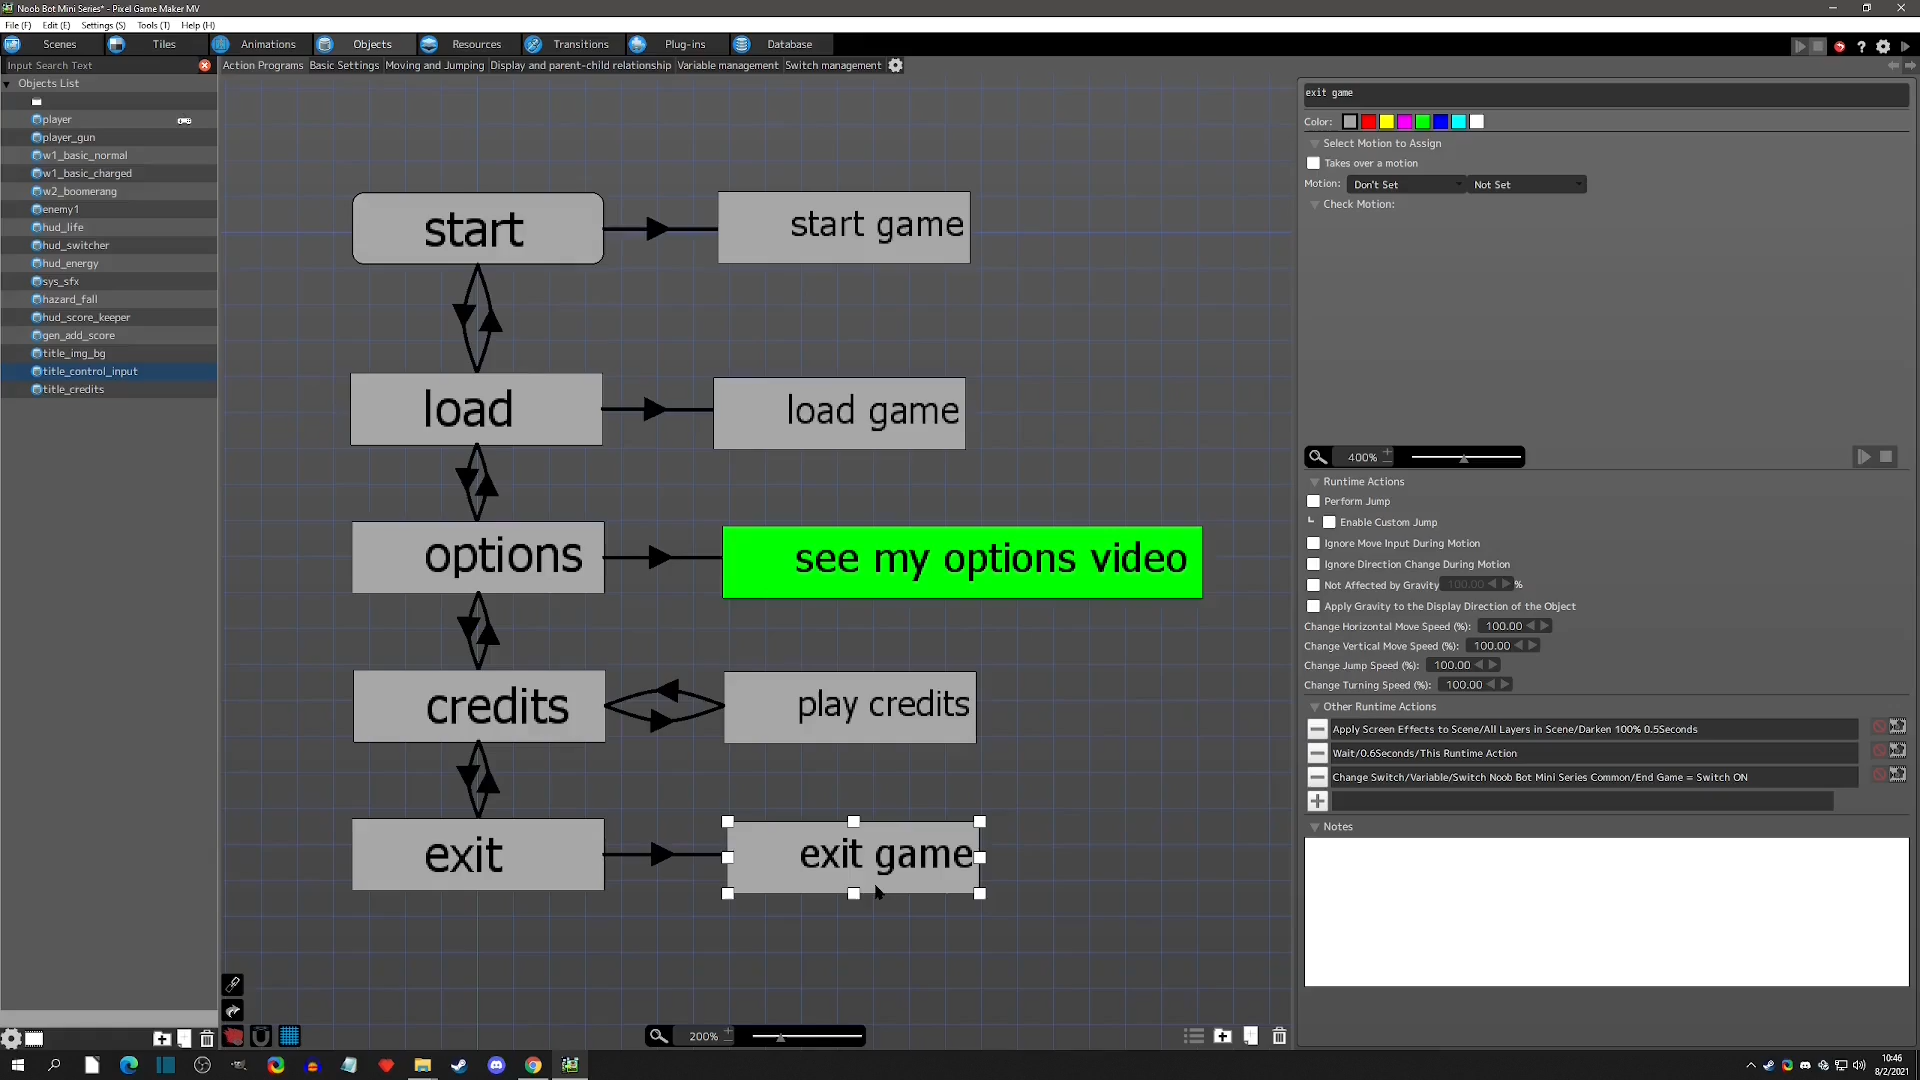 Noob Bot Mini Series* - Pixel Game Maker MV
File (F) Edit (E) Settings (S) Tools (T) Help (H)
Scenes Tiles Animations Objects Resources Transitions Plug-ins Database
Input Search Text
Action Programs Basic Settings Moving and Jumping Display and parent-child relationship Variable management Switch management
Objects List
player
player_gun
w1_basic_normal
w1_basic_charged
w2_boomerang
enemy1
hud_life
hud_switcher
hud_energy
sys_sfx
hazard_fall
hud_score_keeper
gen_add_score
title_img_bg
title_control_input
title_credits
start
start game
load
load game
options
see my options video
credits
play credits
exit
exit game
200%
exit game
Color:
Select Motion to Assign
Takes over a motion
Motion: Don't Set Not Set
Check Motion:
400%
Runtime Actions
Perform Jump
Enable Custom Jump
Ignore Move Input During Motion
Ignore Direction Change During Motion
Not Affected by Gravity 100.00 %
Apply Gravity to the Display Direction of the Object
Change Horizontal Move Speed (%): 100.00
Change Vertical Move Speed (%): 100.00
Change Jump Speed (%): 100.00
Change Turning Speed (%): 100.00
Other Runtime Actions
Apply Screen Effects to Scene/All Layers in Scene/Darken 100% 0.5Seconds
Wait/0.6Seconds/This Runtime Action
Change Switch/Variable/Switch Noob Bot Mini Series Common/End Game = Switch ON
Notes
10:46
8/2/2021